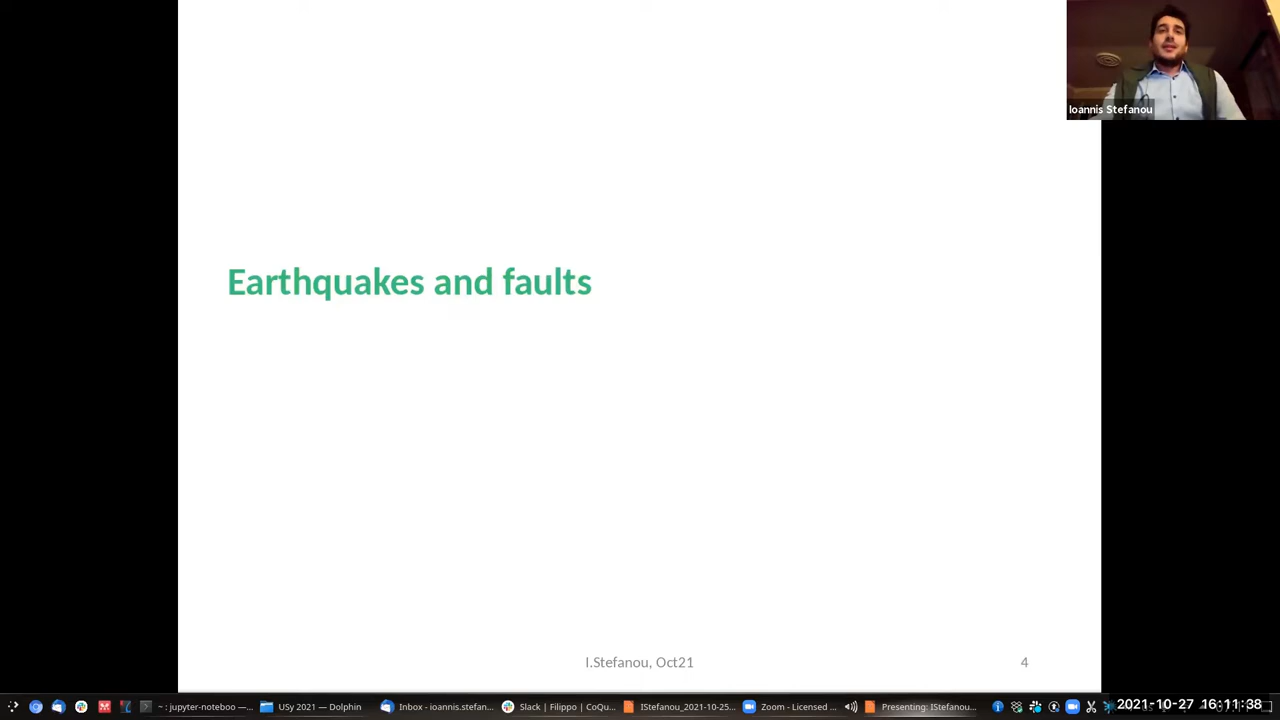 Ioannis Stefanou
Earthquakes and faults
I.Stefanou, Oct21
4
~ : jupyter-noteboo —...
USy 2021 — Dolphin
Inbox - ioannis.stefan...
Slack | Filippo | CoQu...
IStefanou_2021-10-25...
Zoom - Licensed ...
Presenting: IStefanou...
2021-10-27 16:11:38